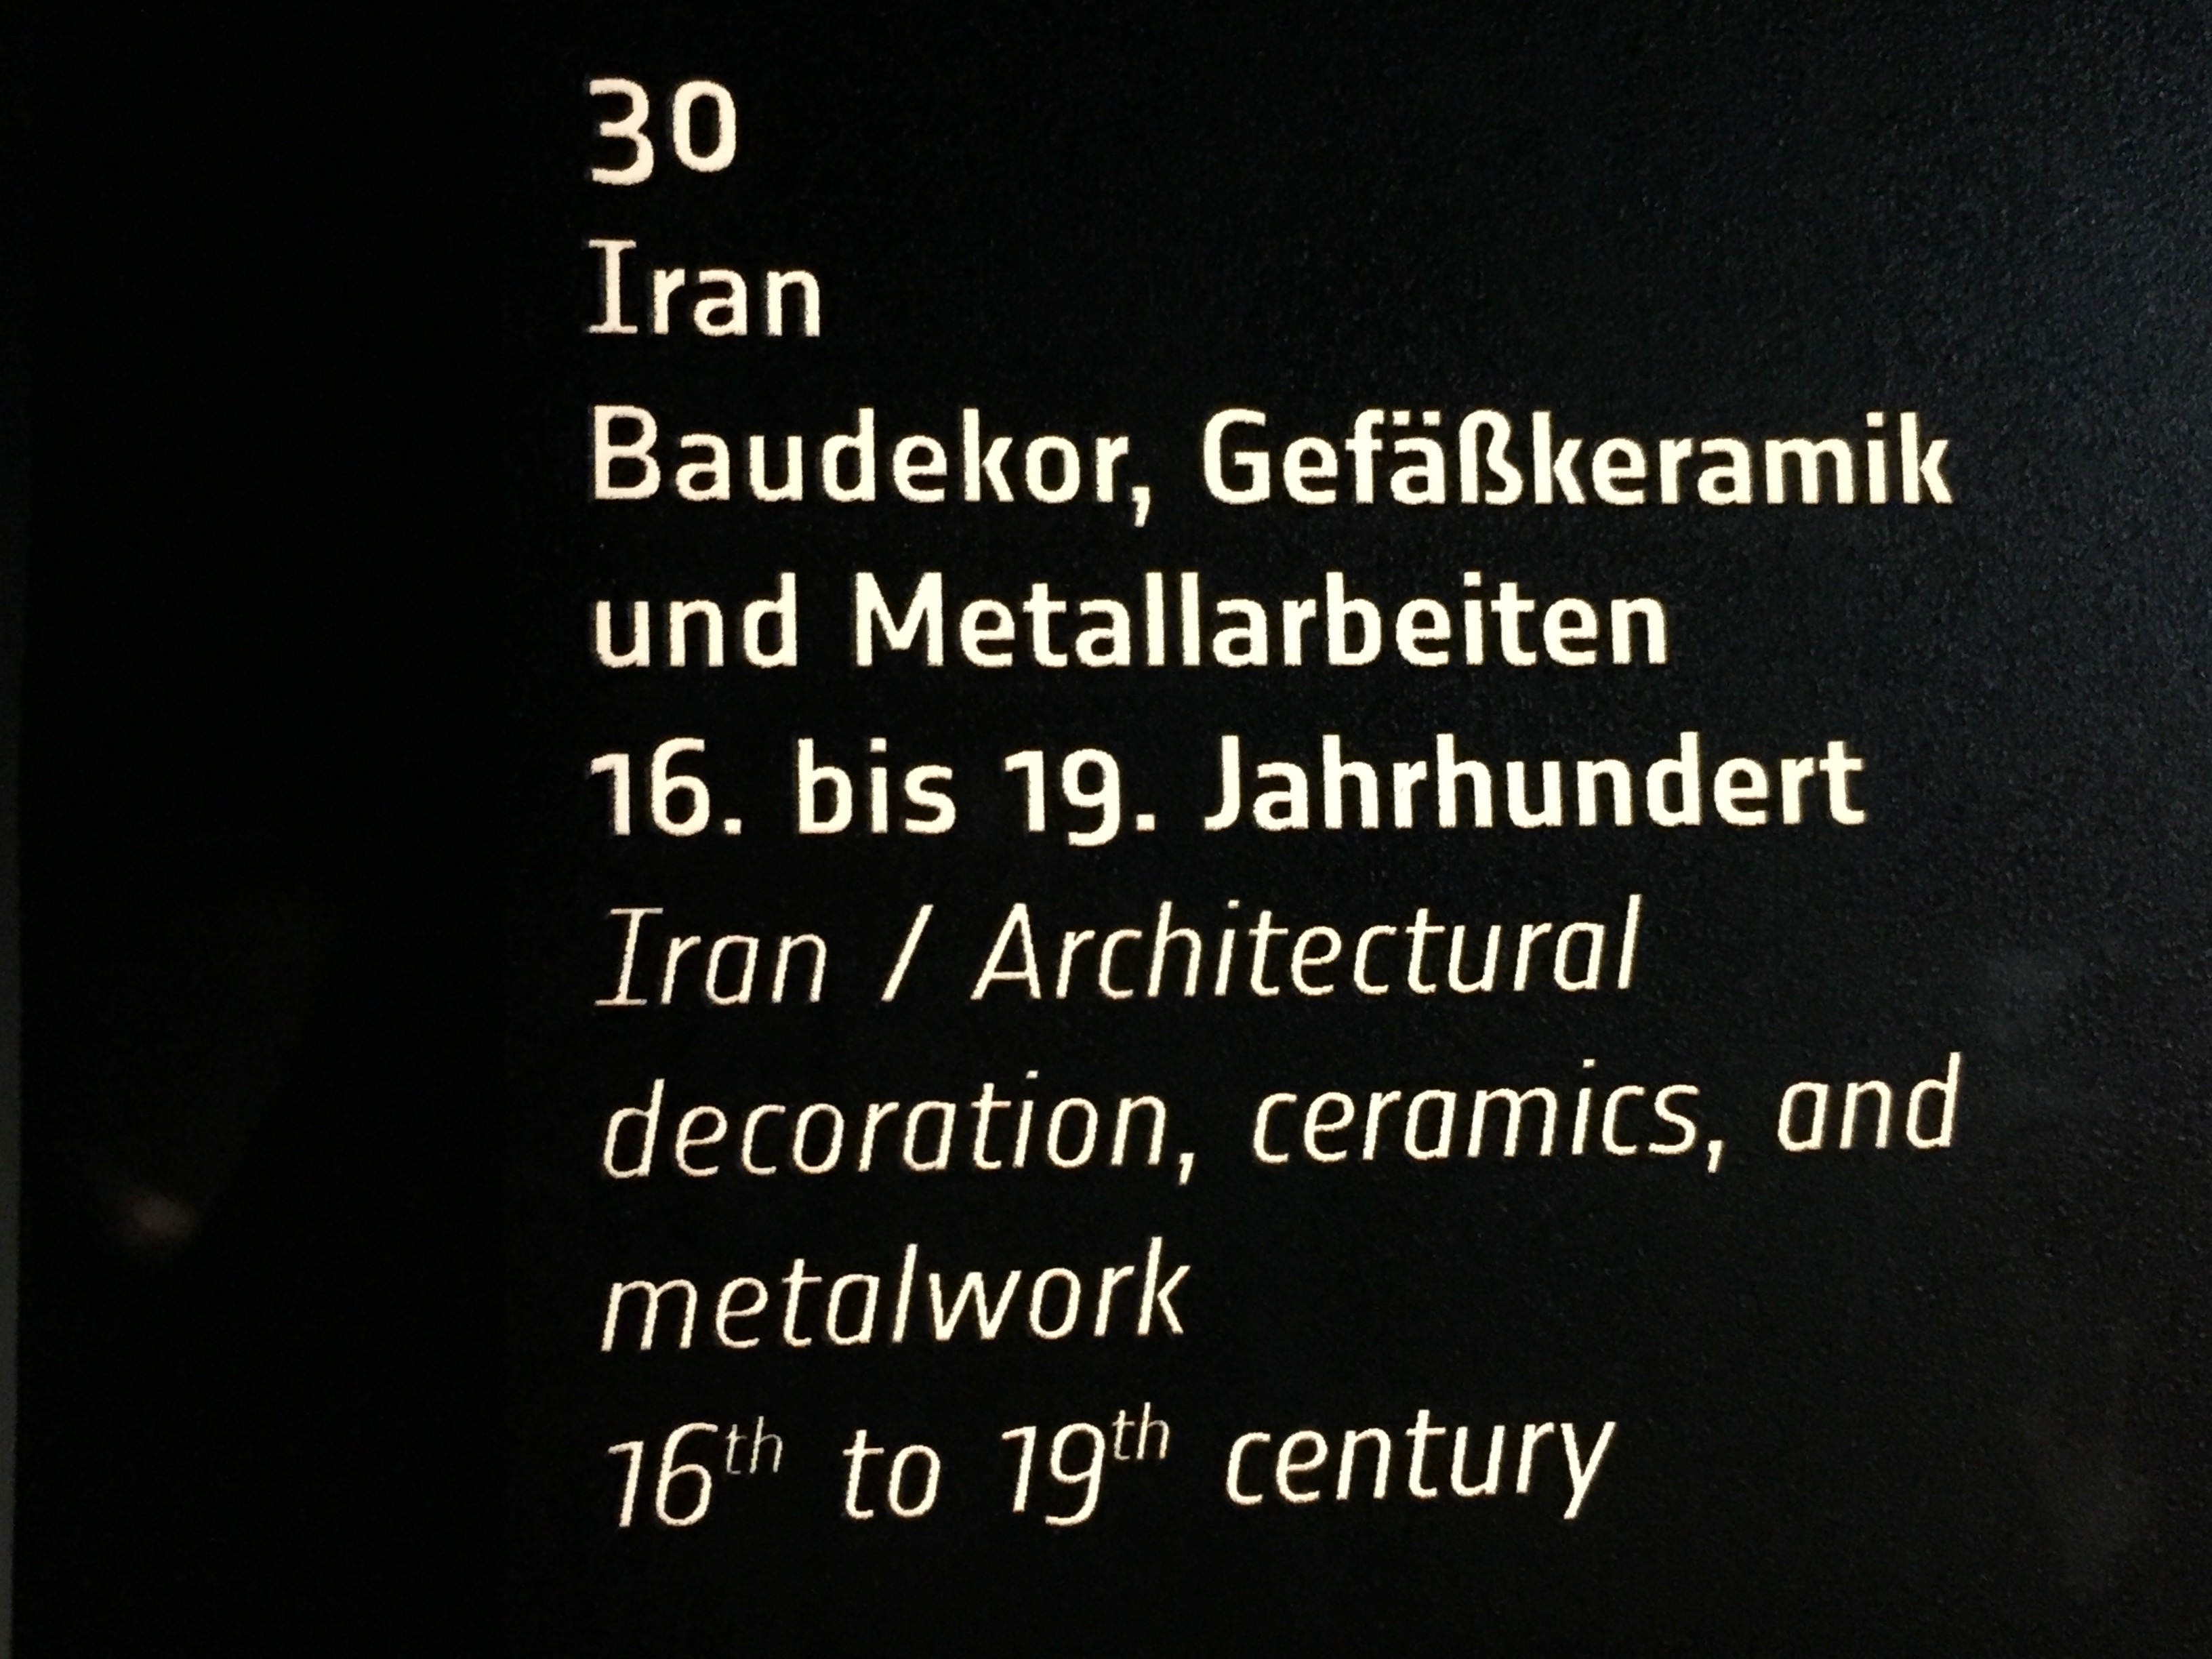 30
Iran
Baudekor, Gefäßkeramik
und Metallarbeiten
16. bis 19. Jahrhundert
Iran / Architectural
decoration, ceramics, and
metalwork
16th to 19th century